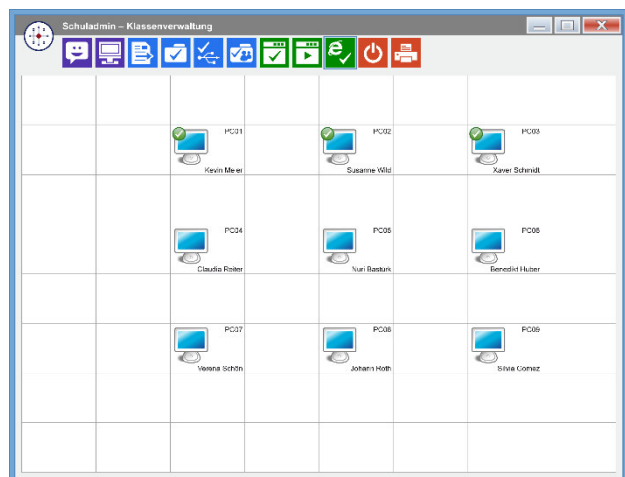 Schuladmin – Klassenverwaltung
PC01 PC02 PC03
Kevin Meier Susanne Wild Xaver Schmidt
PC04 PC05 PC06
Claudia Reiter Nuri Bastürk Benedikt Huber
PC07 PC08 PC09
Verena Schön Johann Roth Silvia Gomez